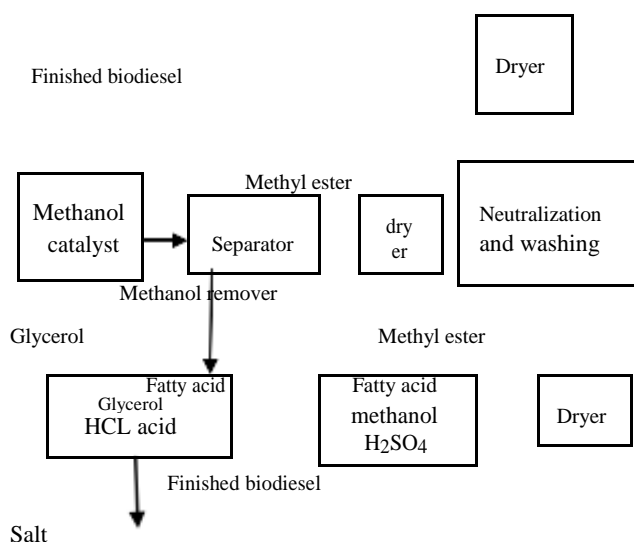 Dryer
Finished biodiesel
Methyl ester
Methanol
catalyst
Separator
dry
er
Neutralization
and washing
Methanol remover
Glycerol
Methyl ester
Fatty acid
Glycerol
HCL acid
Fatty acid
methanol
H₂SO₄
Dryer
Finished biodiesel
Salt